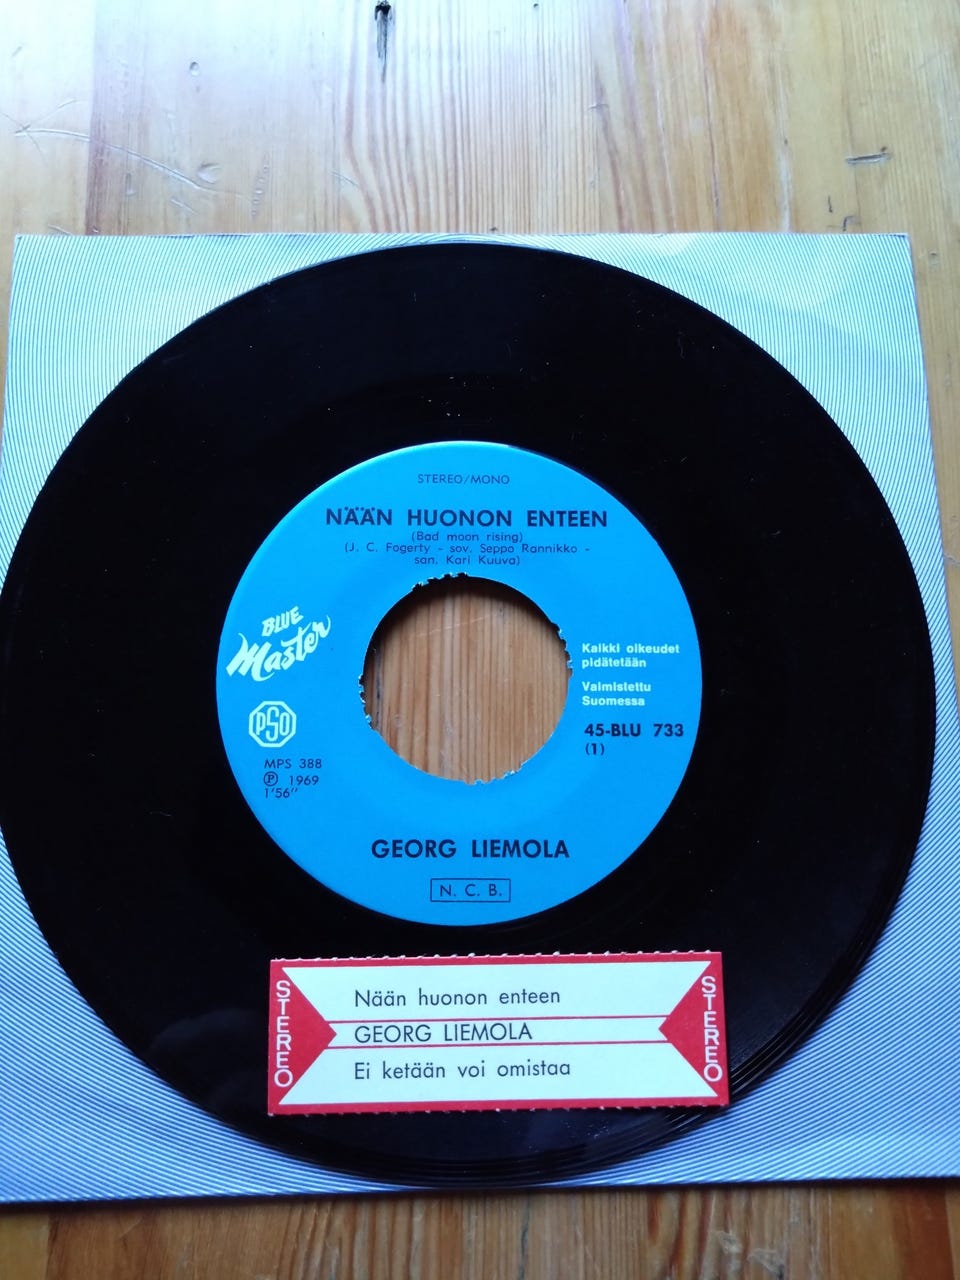 STEREO/MONO
NÄÄN HUONON ENTEEN
(Bad moon rising)
(J. C. Fogerty - sov. Seppo Rannikko -
san. Kari Kuuva)
BLUE
Master
PSO
MPS 388
Ⓟ 1969
1'56"
Kaikki oikeudet
pidätetään
Valmistettu
Suomessa
45-BLU 733
(1)
GEORG LIEMOLA
N. C. B.
STEREO
Nään huonon enteen
GEORG LIEMOLA
Ei ketään voi omistaa
STEREO